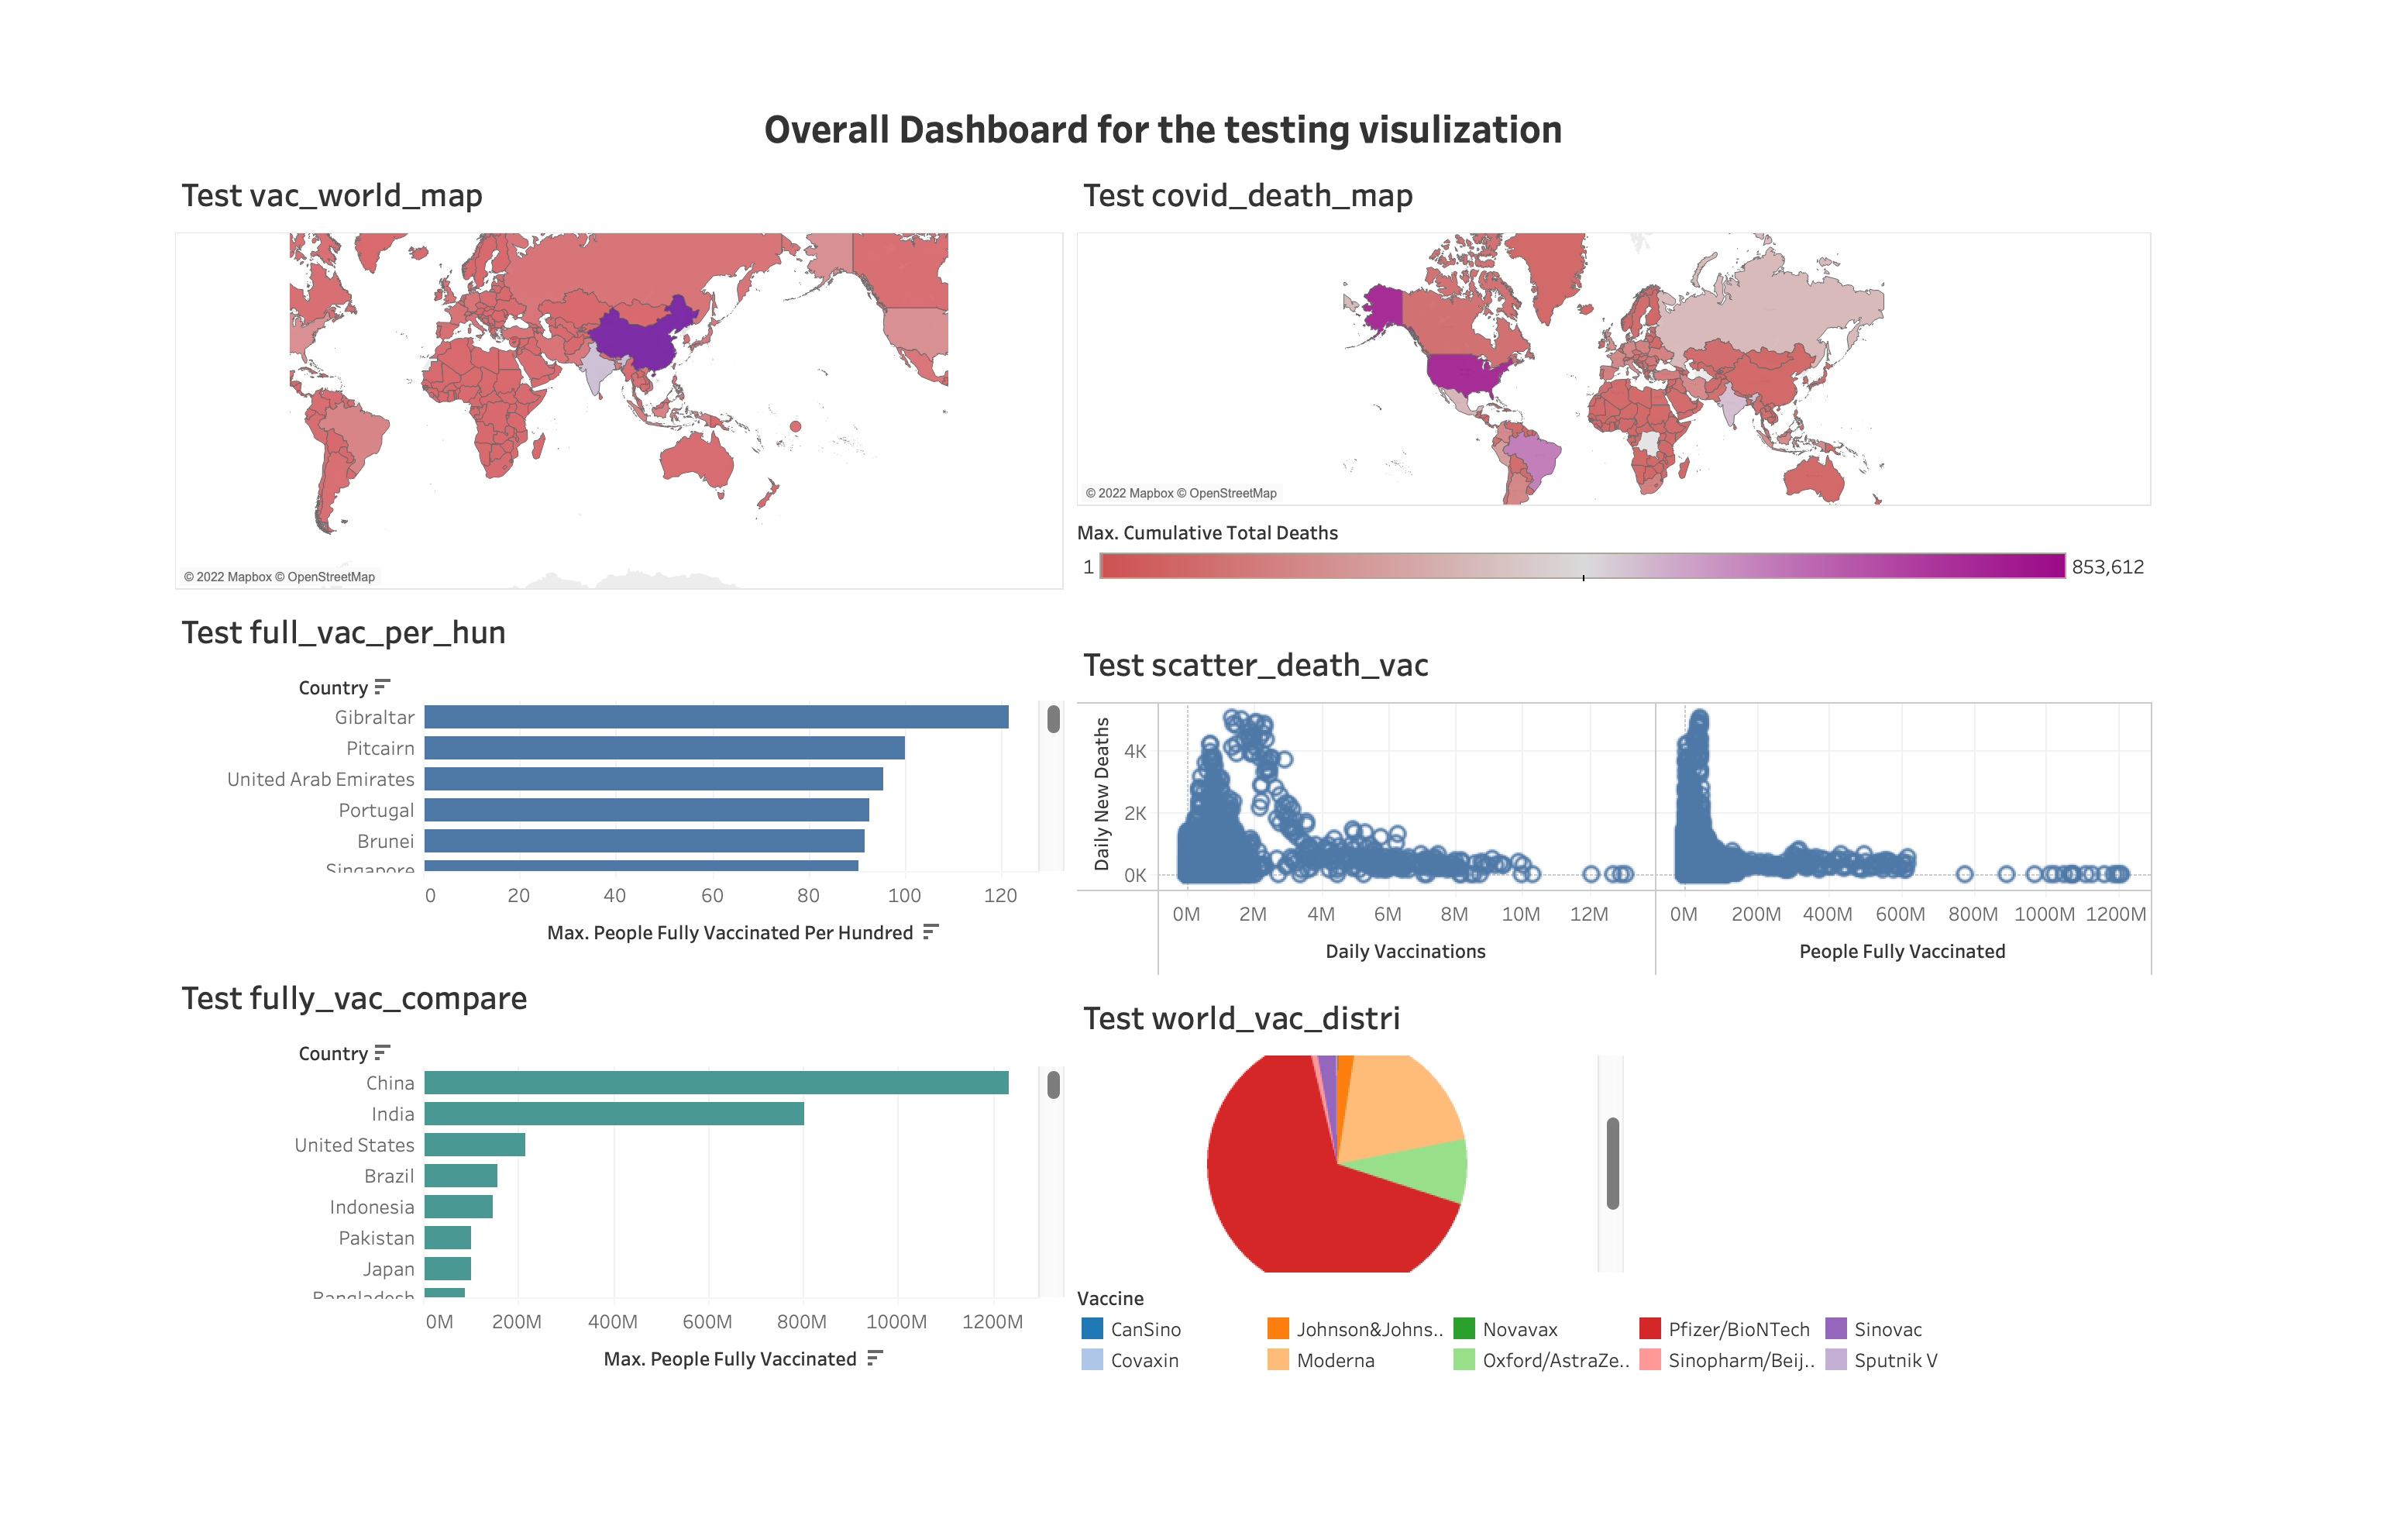 Overall Dashboard for the testing visulization
Test vac_world_map
© 2022 Mapbox © OpenStreetMap
Test covid_death_map
© 2022 Mapbox © OpenStreetMap
Max. Cumulative Total Deaths
1
853,612
Test full_vac_per_hun
Country
Gibraltar
Pitcairn
United Arab Emirates
Portugal
Brunei
Singapore
0 20 40 60 80 100 120
Max. People Fully Vaccinated Per Hundred
Test scatter_death_vac
Daily New Deaths
4K
2K
0K
0M 2M 4M 6M 8M 10M 12M
Daily Vaccinations
0M 200M 400M 600M 800M 1000M 1200M
People Fully Vaccinated
Test fully_vac_compare
Country
China
India
United States
Brazil
Indonesia
Pakistan
Japan
Bangladesh
0M 200M 400M 600M 800M 1000M 1200M
Max. People Fully Vaccinated
Test world_vac_distri
Vaccine
CanSino Johnson&Johns.. Novavax Pfizer/BioNTech Sinovac
Covaxin Moderna Oxford/AstraZe.. Sinopharm/Beij.. Sputnik V